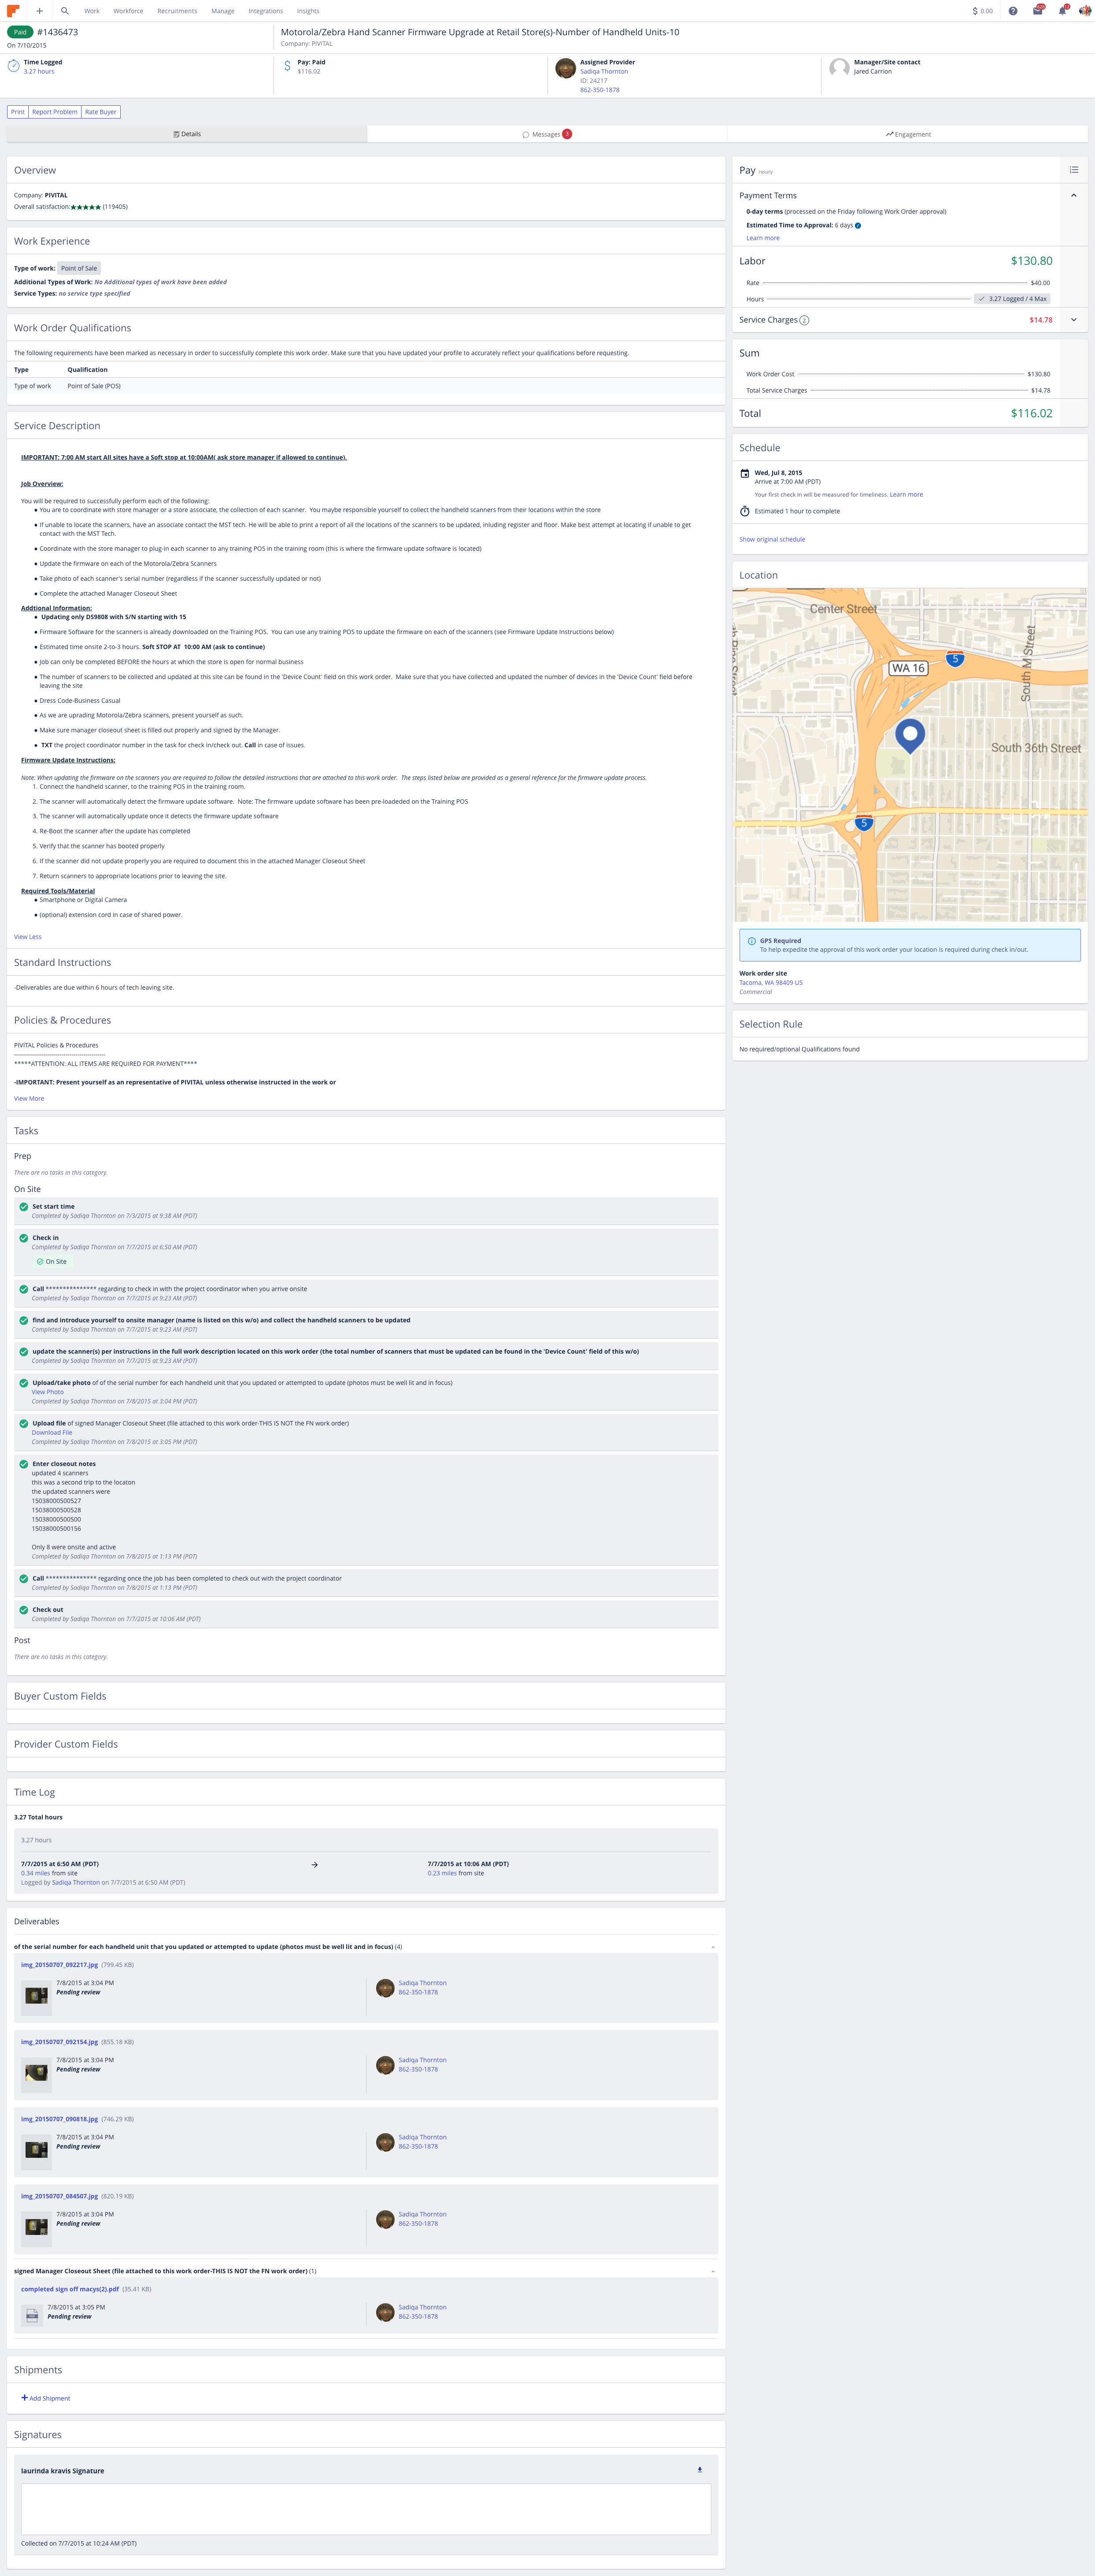 Work Workforce Recruitments Manage Integrations Insights $ 0.00
Paid #1436473
On 7/10/2015
Motorola/Zebra Hand Scanner Firmware Upgrade at Retail Store(s)-Number of Handheld Units-10
Company: PIVITAL
Time Logged
3.27 hours
Pay: Paid
$116.02
Assigned Provider
Sadiqa Thornton
ID: 24217
862-350-1878
Manager/Site contact
Jared Carrion
Print Report Problem Rate Buyer
Details
Messages 3
Engagement
Overview
Company: PIVITAL
Overall satisfaction:★★★★★ (119405)
Work Experience
Type of work: Point of Sale
Additional Types of Work: No Additional types of work have been added
Service Types: no service type specified
Work Order Qualifications
The following requirements have been marked as necessary in order to successfully complete this work order. Make sure that you have updated your profile to accurately reflect your qualifications before requesting.
Type Qualification
Type of work Point of Sale (POS)
Service Description
IMPORTANT: 7:00 AM start All sites have a Soft stop at 10:00AM( ask store manager if allowed to continue).
Job Overview:
You will be required to successfully perform each of the following:
• You are to coordinate with store manager or a store associate, the collection of each scanner. You maybe responsible yourself to collect the handheld scanners from their locations within the store
• If unable to locate the scanners, have an associate contact the MST tech. He will be able to print a report of all the locations of the scanners to be updated, including register and floor. Make best attempt at locating if unable to get
contact with the MST Tech.
• Coordinate with the store manager to plug-in each scanner to any training POS in the training room (this is where the firmware update software is located)
• Update the firmware on each of the Motorola/Zebra Scanners
• Take photo of each scanner's serial number (regardless if the scanner successfully updated or not)
• Complete the attached Manager Closeout Sheet
Addtional Information:
• Updating only DS9808 with S/N starting with 15
• Firmware Software for the scanners is already downloaded on the Training POS. You can use any training POS to update the firmware on each of the scanners (see Firmware Update Instructions below)
• Estimated time onsite 2-to-3 hours. Soft STOP AT 10:00 AM (ask to continue)
• Job can only be completed BEFORE the hours at which the store is open for normal business
• The number of scanners to be collected and updated at this site can be found in the 'Device Count' field on this work order. Make sure that you have collected and updated the number of devices in the 'Device Count' field before
leaving the site
• Dress Code-Business Casual
• As we are uprading Motorola/Zebra scanners, present yourself as such.
• Make sure manager closeout sheet is filled out properly and signed by the Manager.
• TXT the project coordinator number in the task for check in/check out. Call in case of issues.
Firmware Update Instructions:
Note: When updating the firmware on the scanners you are required to follow the detailed instructions that are attached to this work order. The steps listed below are provided as a general reference for the firmware update process.
1. Connect the handheld scanner, to the training POS in the training room.
2. The scanner will automatically detect the firmware update software. Note: The firmware update software has been pre-loadeded on the Training POS
3. The scanner will automatically update once it detects the firmware update software
4. Re-Boot the scanner after the update has completed
5. Verify that the scanner has booted properly
6. If the scanner did not update properly you are required to document this in the attached Manager Closeout Sheet
7. Return scanners to appropriate locations prior to leaving the site.
Required Tools/Material
• Smartphone or Digital Camera
• (optional) extension cord in case of shared power.
View Less
Standard Instructions
-Deliverables are due within 6 hours of tech leaving site.
Policies & Procedures
PIVITAL Policies & Procedures
--------------------------------------------
*****ATTENTION: ALL ITEMS ARE REQUIRED FOR PAYMENT****
-IMPORTANT: Present yourself as an representative of PIVITAL unless otherwise instructed in the work or
View More
Tasks
Prep
There are no tasks in this category.
On Site
Set start time
Completed by Sadiqa Thornton on 7/3/2015 at 9:38 AM (PDT)
Check in
Completed by Sadiqa Thornton on 7/7/2015 at 6:50 AM (PDT)
On Site
Call *************** regarding to check in with the project coordinator when you arrive onsite
Completed by Sadiqa Thornton on 7/7/2015 at 9:23 AM (PDT)
find and introduce yourself to onsite manager (name is listed on this w/o) and collect the handheld scanners to be updated
Completed by Sadiqa Thornton on 7/7/2015 at 9:23 AM (PDT)
update the scanner(s) per instructions in the full work description located on this work order (the total number of scanners that must be updated can be found in the 'Device Count' field of this w/o)
Completed by Sadiqa Thornton on 7/7/2015 at 9:23 AM (PDT)
Upload/take photo of of the serial number for each handheld unit that you updated or attempted to update (photos must be well lit and in focus)
View Photo
Completed by Sadiqa Thornton on 7/8/2015 at 3:04 PM (PDT)
Upload file of signed Manager Closeout Sheet (file attached to this work order-THIS IS NOT the FN work order)
Download File
Completed by Sadiqa Thornton on 7/8/2015 at 3:05 PM (PDT)
Enter closeout notes
updated 4 scanners
this was a second trip to the locaton
the updated scanners were
15038000500527
15038000500528
15038000500500
15038000500156
Only 8 were onsite and active
Completed by Sadiqa Thornton on 7/8/2015 at 1:13 PM (PDT)
Call *************** regarding once the job has been completed to check out with the project coordinator
Completed by Sadiqa Thornton on 7/8/2015 at 1:13 PM (PDT)
Check out
Completed by Sadiqa Thornton on 7/7/2015 at 10:06 AM (PDT)
Post
There are no tasks in this category.
Buyer Custom Fields
Provider Custom Fields
Time Log
3.27 Total hours
3.27 hours
7/7/2015 at 6:50 AM (PDT)
0.34 miles from site
Logged by Sadiqa Thornton on 7/7/2015 at 6:50 AM (PDT)
7/7/2015 at 10:06 AM (PDT)
0.23 miles from site
Deliverables
of the serial number for each handheld unit that you updated or attempted to update (photos must be well lit and in focus) (4)
img_20150707_092217.jpg (799.45 KB)
7/8/2015 at 3:04 PM
Pending review
Sadiqa Thornton
862-350-1878
img_20150707_092154.jpg (855.18 KB)
7/8/2015 at 3:04 PM
Pending review
Sadiqa Thornton
862-350-1878
img_20150707_090818.jpg (746.29 KB)
7/8/2015 at 3:04 PM
Pending review
Sadiqa Thornton
862-350-1878
img_20150707_084507.jpg (820.19 KB)
7/8/2015 at 3:04 PM
Pending review
Sadiqa Thornton
862-350-1878
signed Manager Closeout Sheet (file attached to this work order-THIS IS NOT the FN work order) (1)
completed sign off macys(2).pdf (35.41 KB)
7/8/2015 at 3:05 PM
Pending review
Sadiqa Thornton
862-350-1878
Shipments
Add Shipment
Signatures
laurinda kravis Signature
Collected on 7/7/2015 at 10:24 AM (PDT)
Pay Hourly
Payment Terms
0-day terms (processed on the Friday following Work Order approval)
Estimated Time to Approval: 6 days
Learn more
Labor $130.80
Rate $40.00
Hours 3.27 Logged / 4 Max
Service Charges 2 $14.78
Sum
Work Order Cost $130.80
Total Service Charges $14.78
Total $116.02
Schedule
Wed, Jul 8, 2015
Arrive at 7:00 AM (PDT)
Your first check in will be measured for timeliness. Learn more
Estimated 1 hour to complete
Show original schedule
Location
Center Street
WA 16
5
South M Street
South 36th Street
5
GPS Required
To help expedite the approval of this work order your location is required during check in/out.
Work order site
Tacoma, WA 98409 US
Commercial
Selection Rule
No required/optional Qualifications found